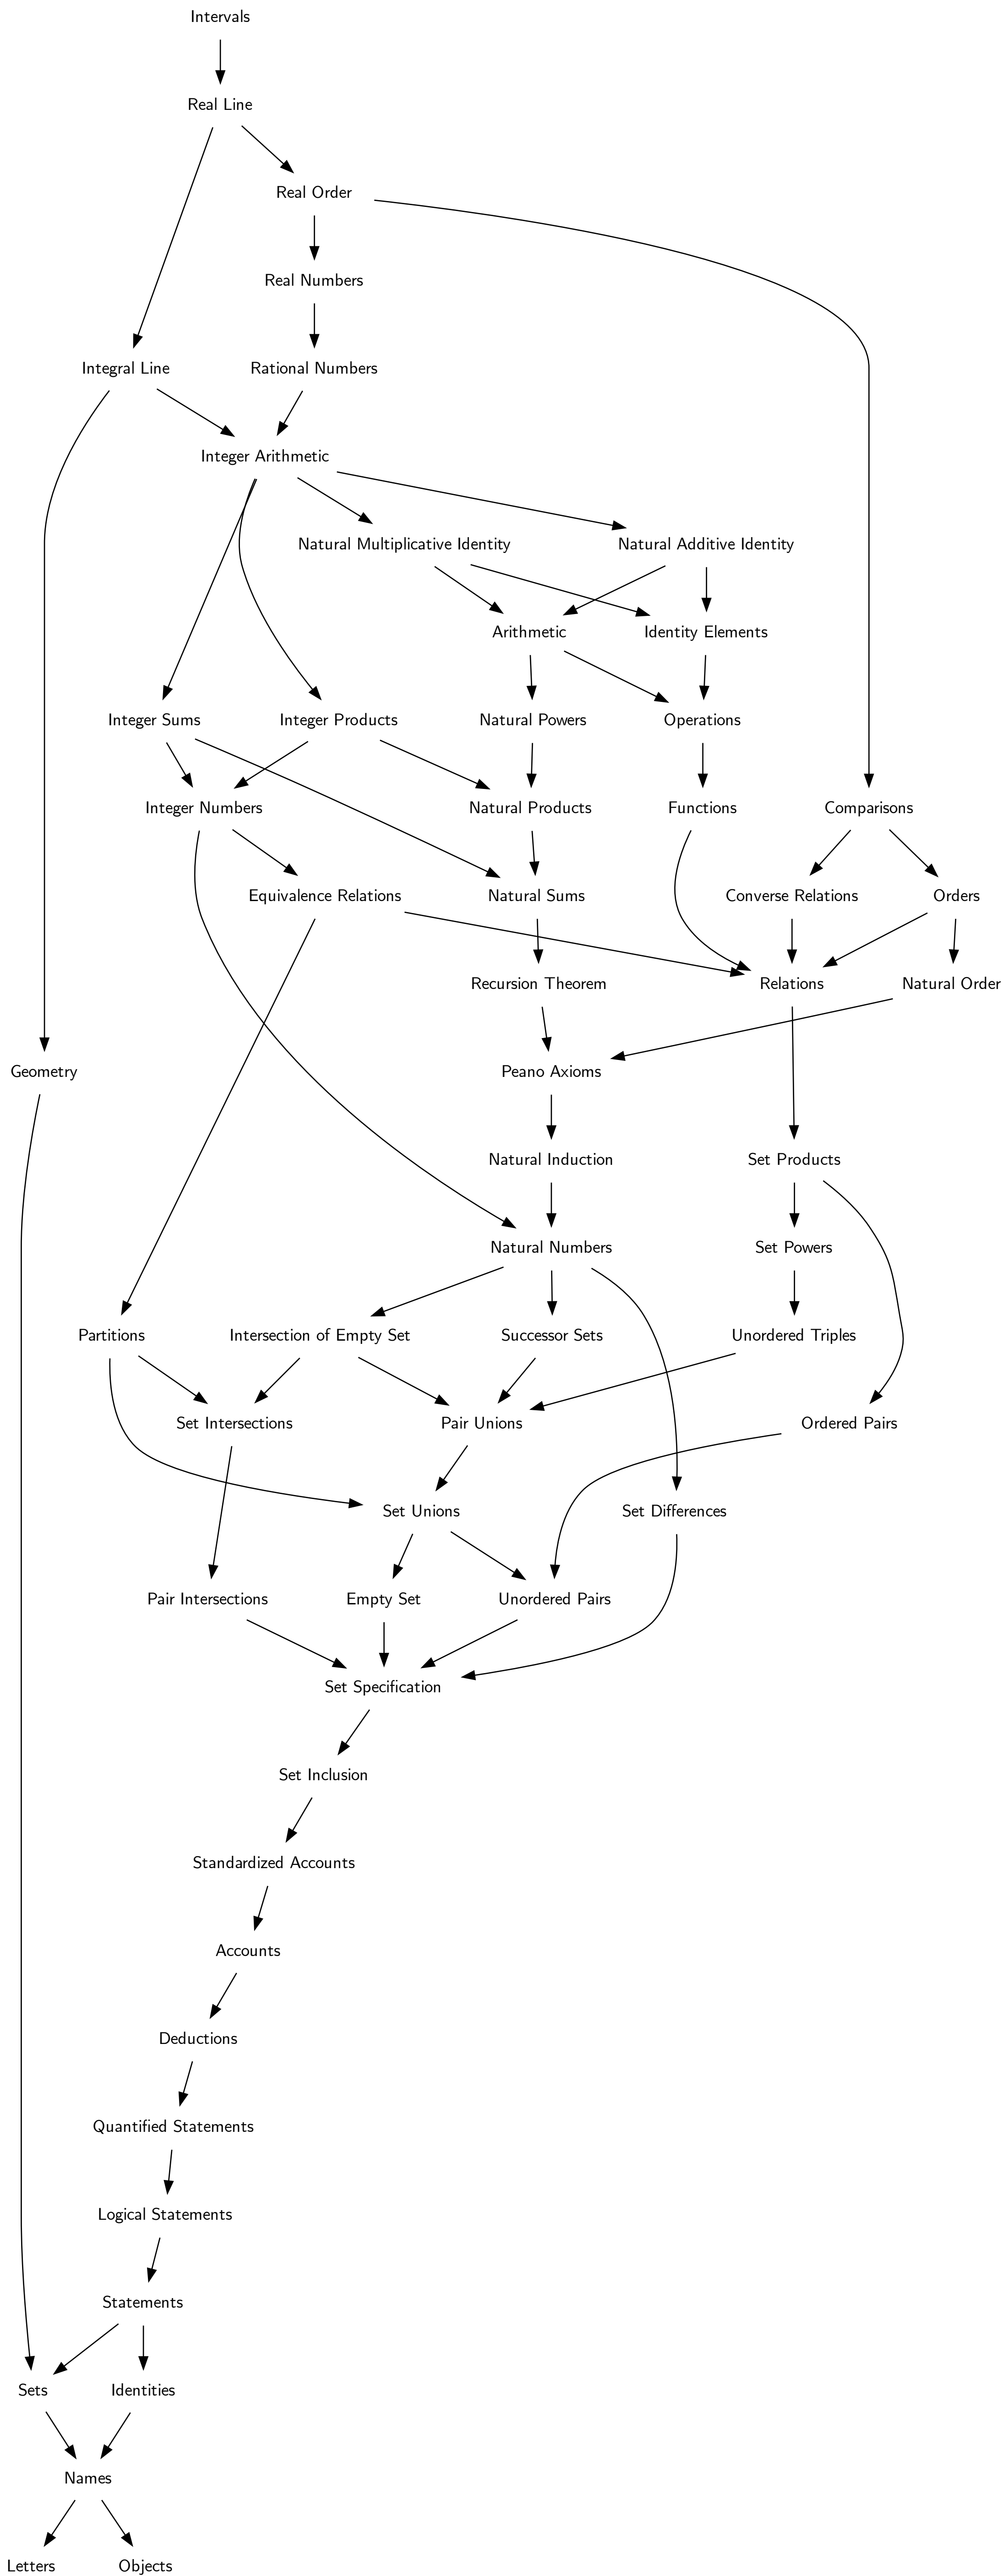 Intervals
Real Line
Real Order
Real Numbers
Integral Line
Rational Numbers
Integer Arithmetic
Natural Multiplicative Identity
Natural Additive Identity
Arithmetic
Identity Elements
Integer Sums
Integer Products
Natural Powers
Operations
Integer Numbers
Natural Products
Functions
Comparisons
Equivalence Relations
Natural Sums
Converse Relations
Orders
Recursion Theorem
Relations
Natural Order
Geometry
Peano Axioms
Natural Induction
Set Products
Natural Numbers
Set Powers
Partitions
Intersection of Empty Set
Successor Sets
Unordered Triples
Set Intersections
Pair Unions
Ordered Pairs
Set Unions
Set Differences
Pair Intersections
Empty Set
Unordered Pairs
Set Specification
Set Inclusion
Standardized Accounts
Accounts
Deductions
Quantified Statements
Logical Statements
Statements
Sets
Identities
Names
Letters
Objects